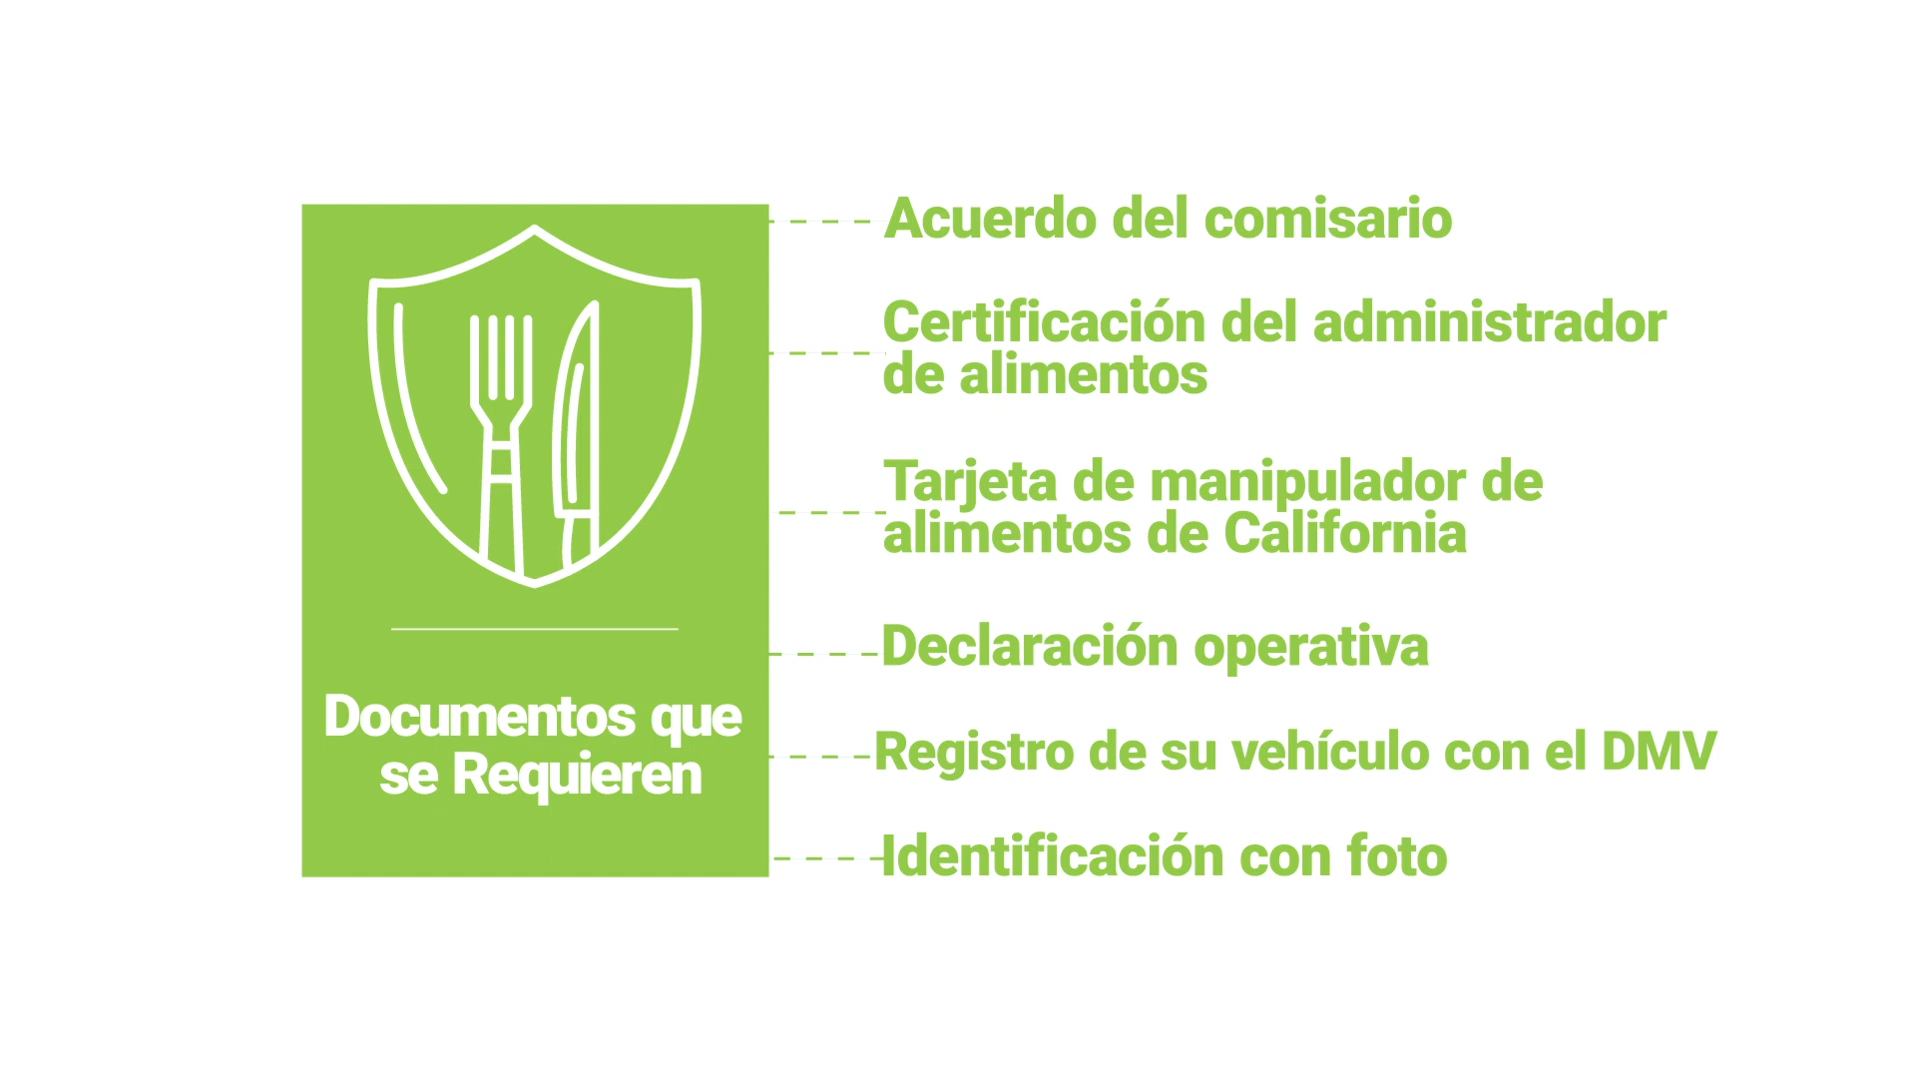 Documentos que
se Requieren
Acuerdo del comisario
Certificación del administrador
de alimentos
Tarjeta de manipulador de
alimentos de California
Declaración operativa
Registro de su vehículo con el DMV
Identificación con foto